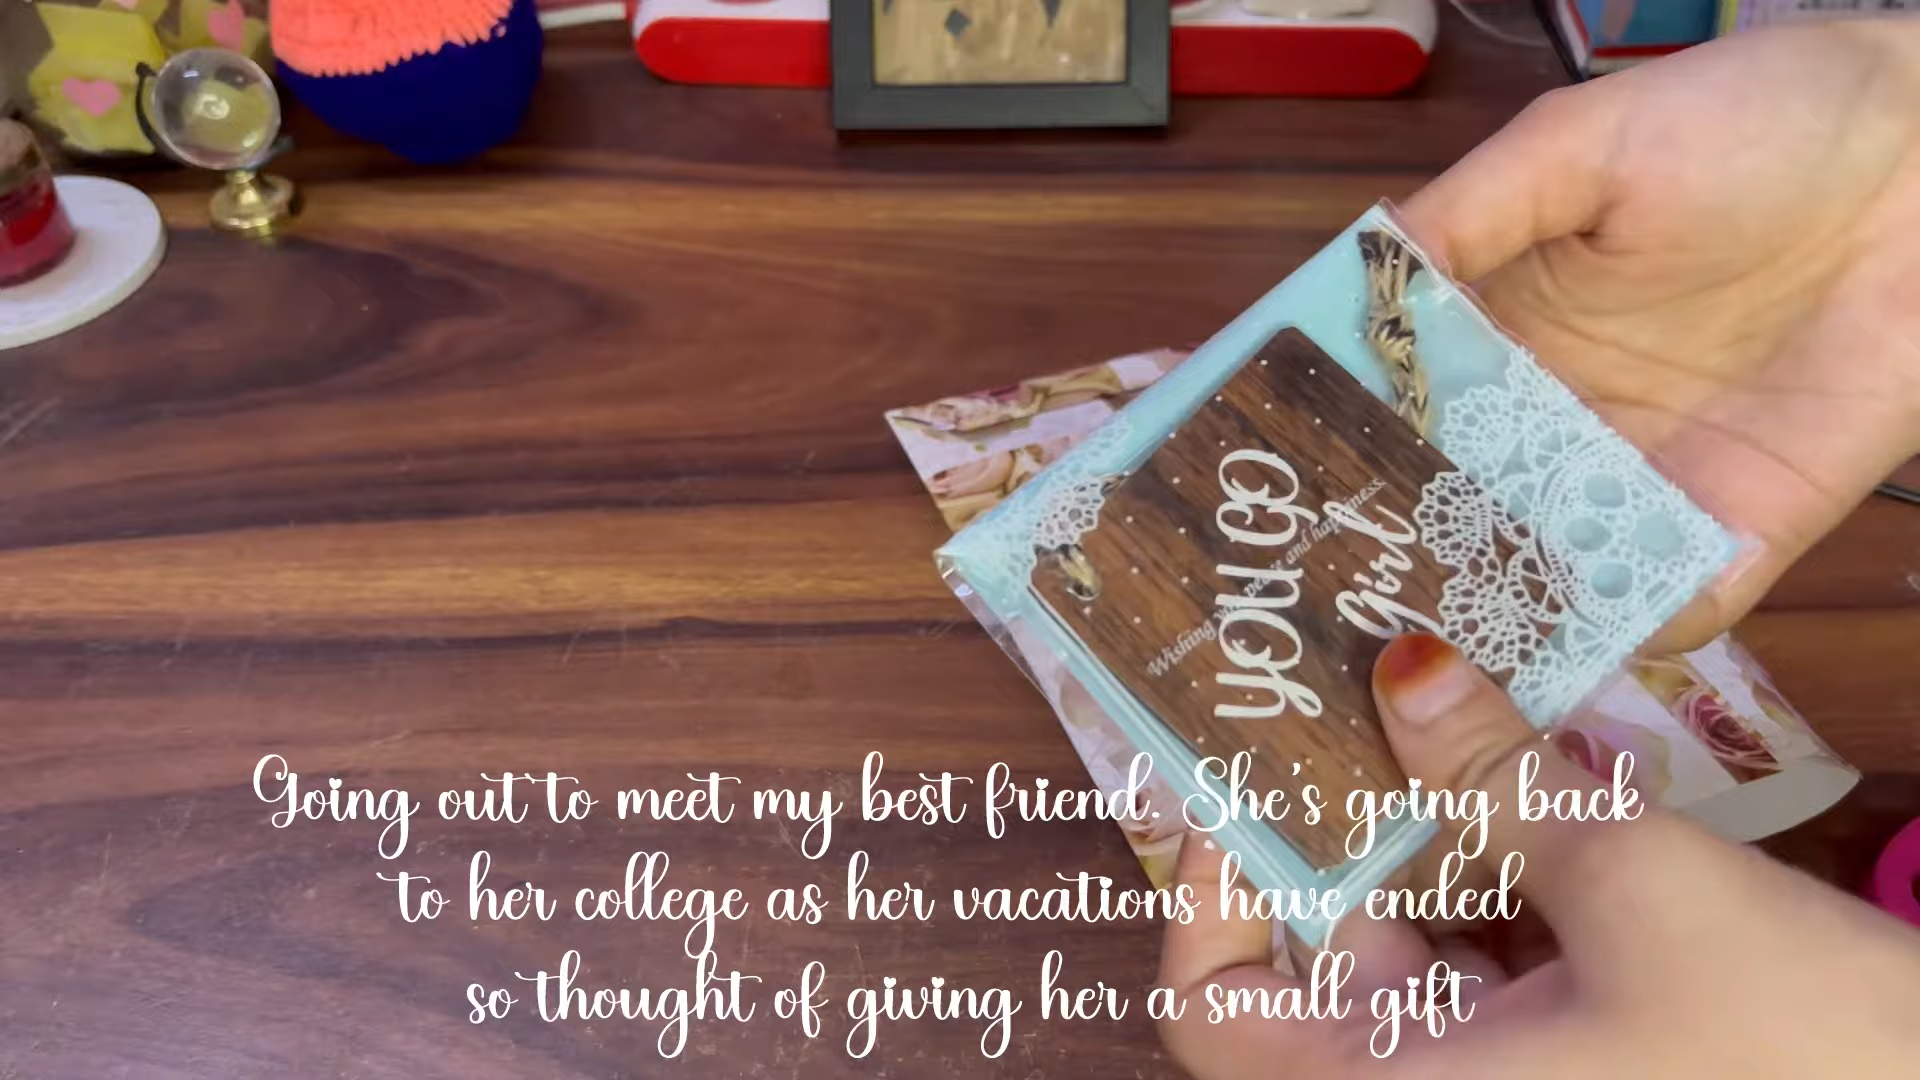 YOU GO
Girl
Wishing you peace and happiness.
Going out to meet my best friend. She's going back
to her college as her vacations have ended
so thought of giving her a small gift